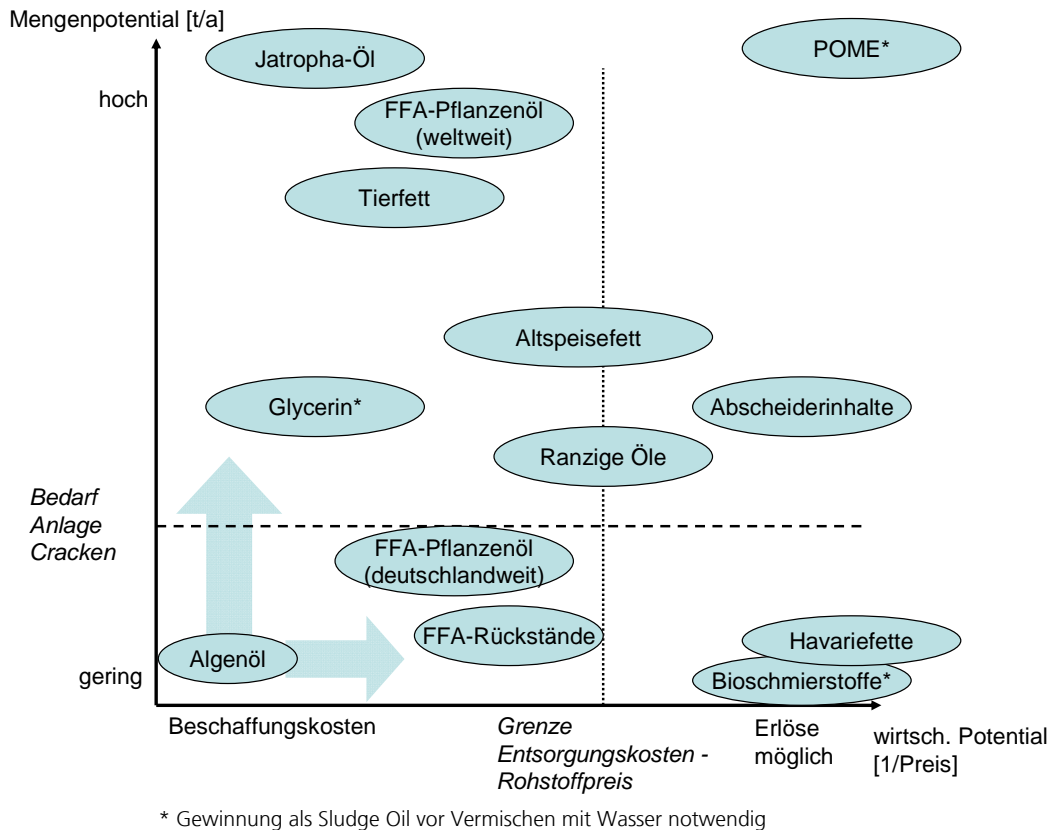 Mengenpotential [t/a]
hoch
Jatropha-Öl
POME*
FFA-Pflanzenöl
(weltweit)
Tierfett
Altspeisefett
Glycerin*
Abscheiderinhalte
Ranzige Öle
Bedarf
Anlage
Cracken
FFA-Pflanzenöl
(deutschlandweit)
FFA-Rückstände
Havariefette
Algenöl
gering
Bioschmierstoffe*
Beschaffungskosten
Grenze
Entsorgungskosten -
Rohstoffpreis
Erlöse
möglich
wirtsch. Potential
[1/Preis]
* Gewinnung als Sludge Oil vor Vermischen mit Wasser notwendig